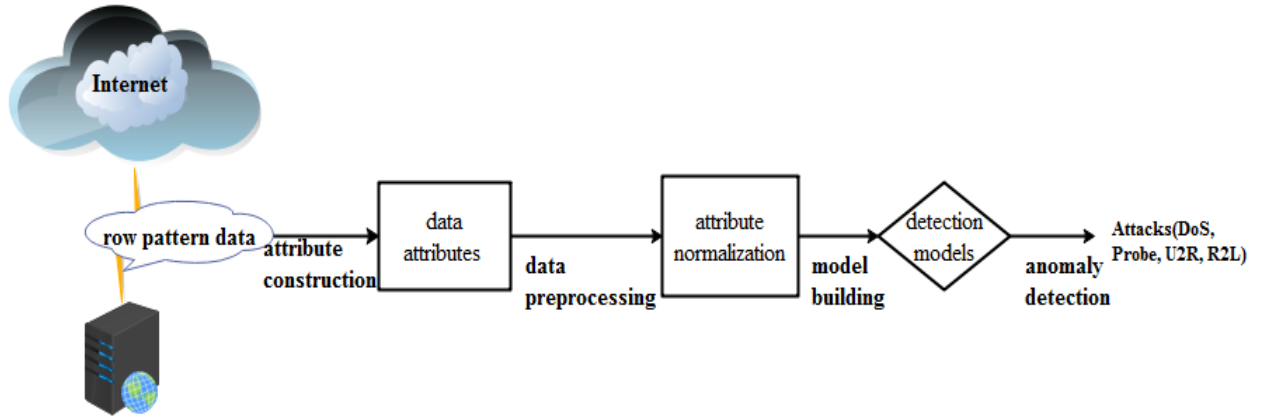 Internet
row pattern data
attribute
construction
data
attributes
data
preprocessing
attribute
normalization
model
building
detection
models
anomaly
detection
Attacks(DoS,
Probe, U2R, R2L)